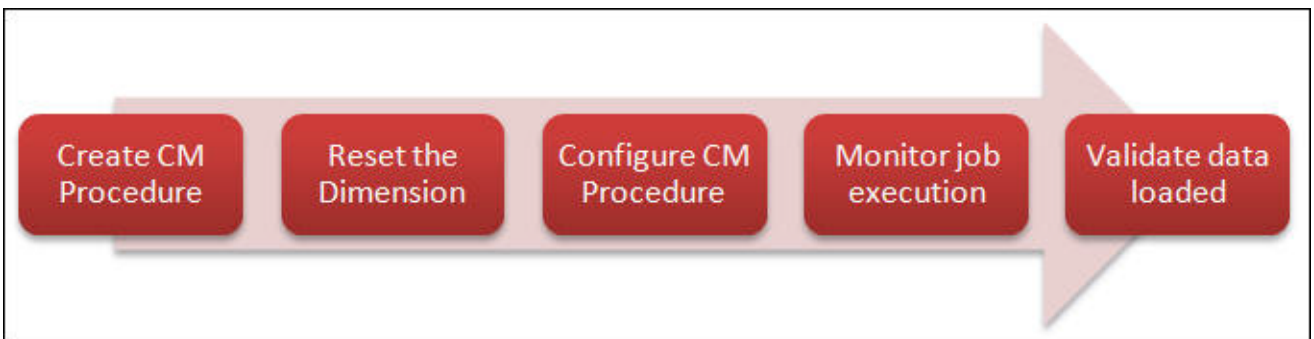 Create CM
Procedure
Reset the
Dimension
Configure CM
Procedure
Monitor job
execution
Validate data
loaded